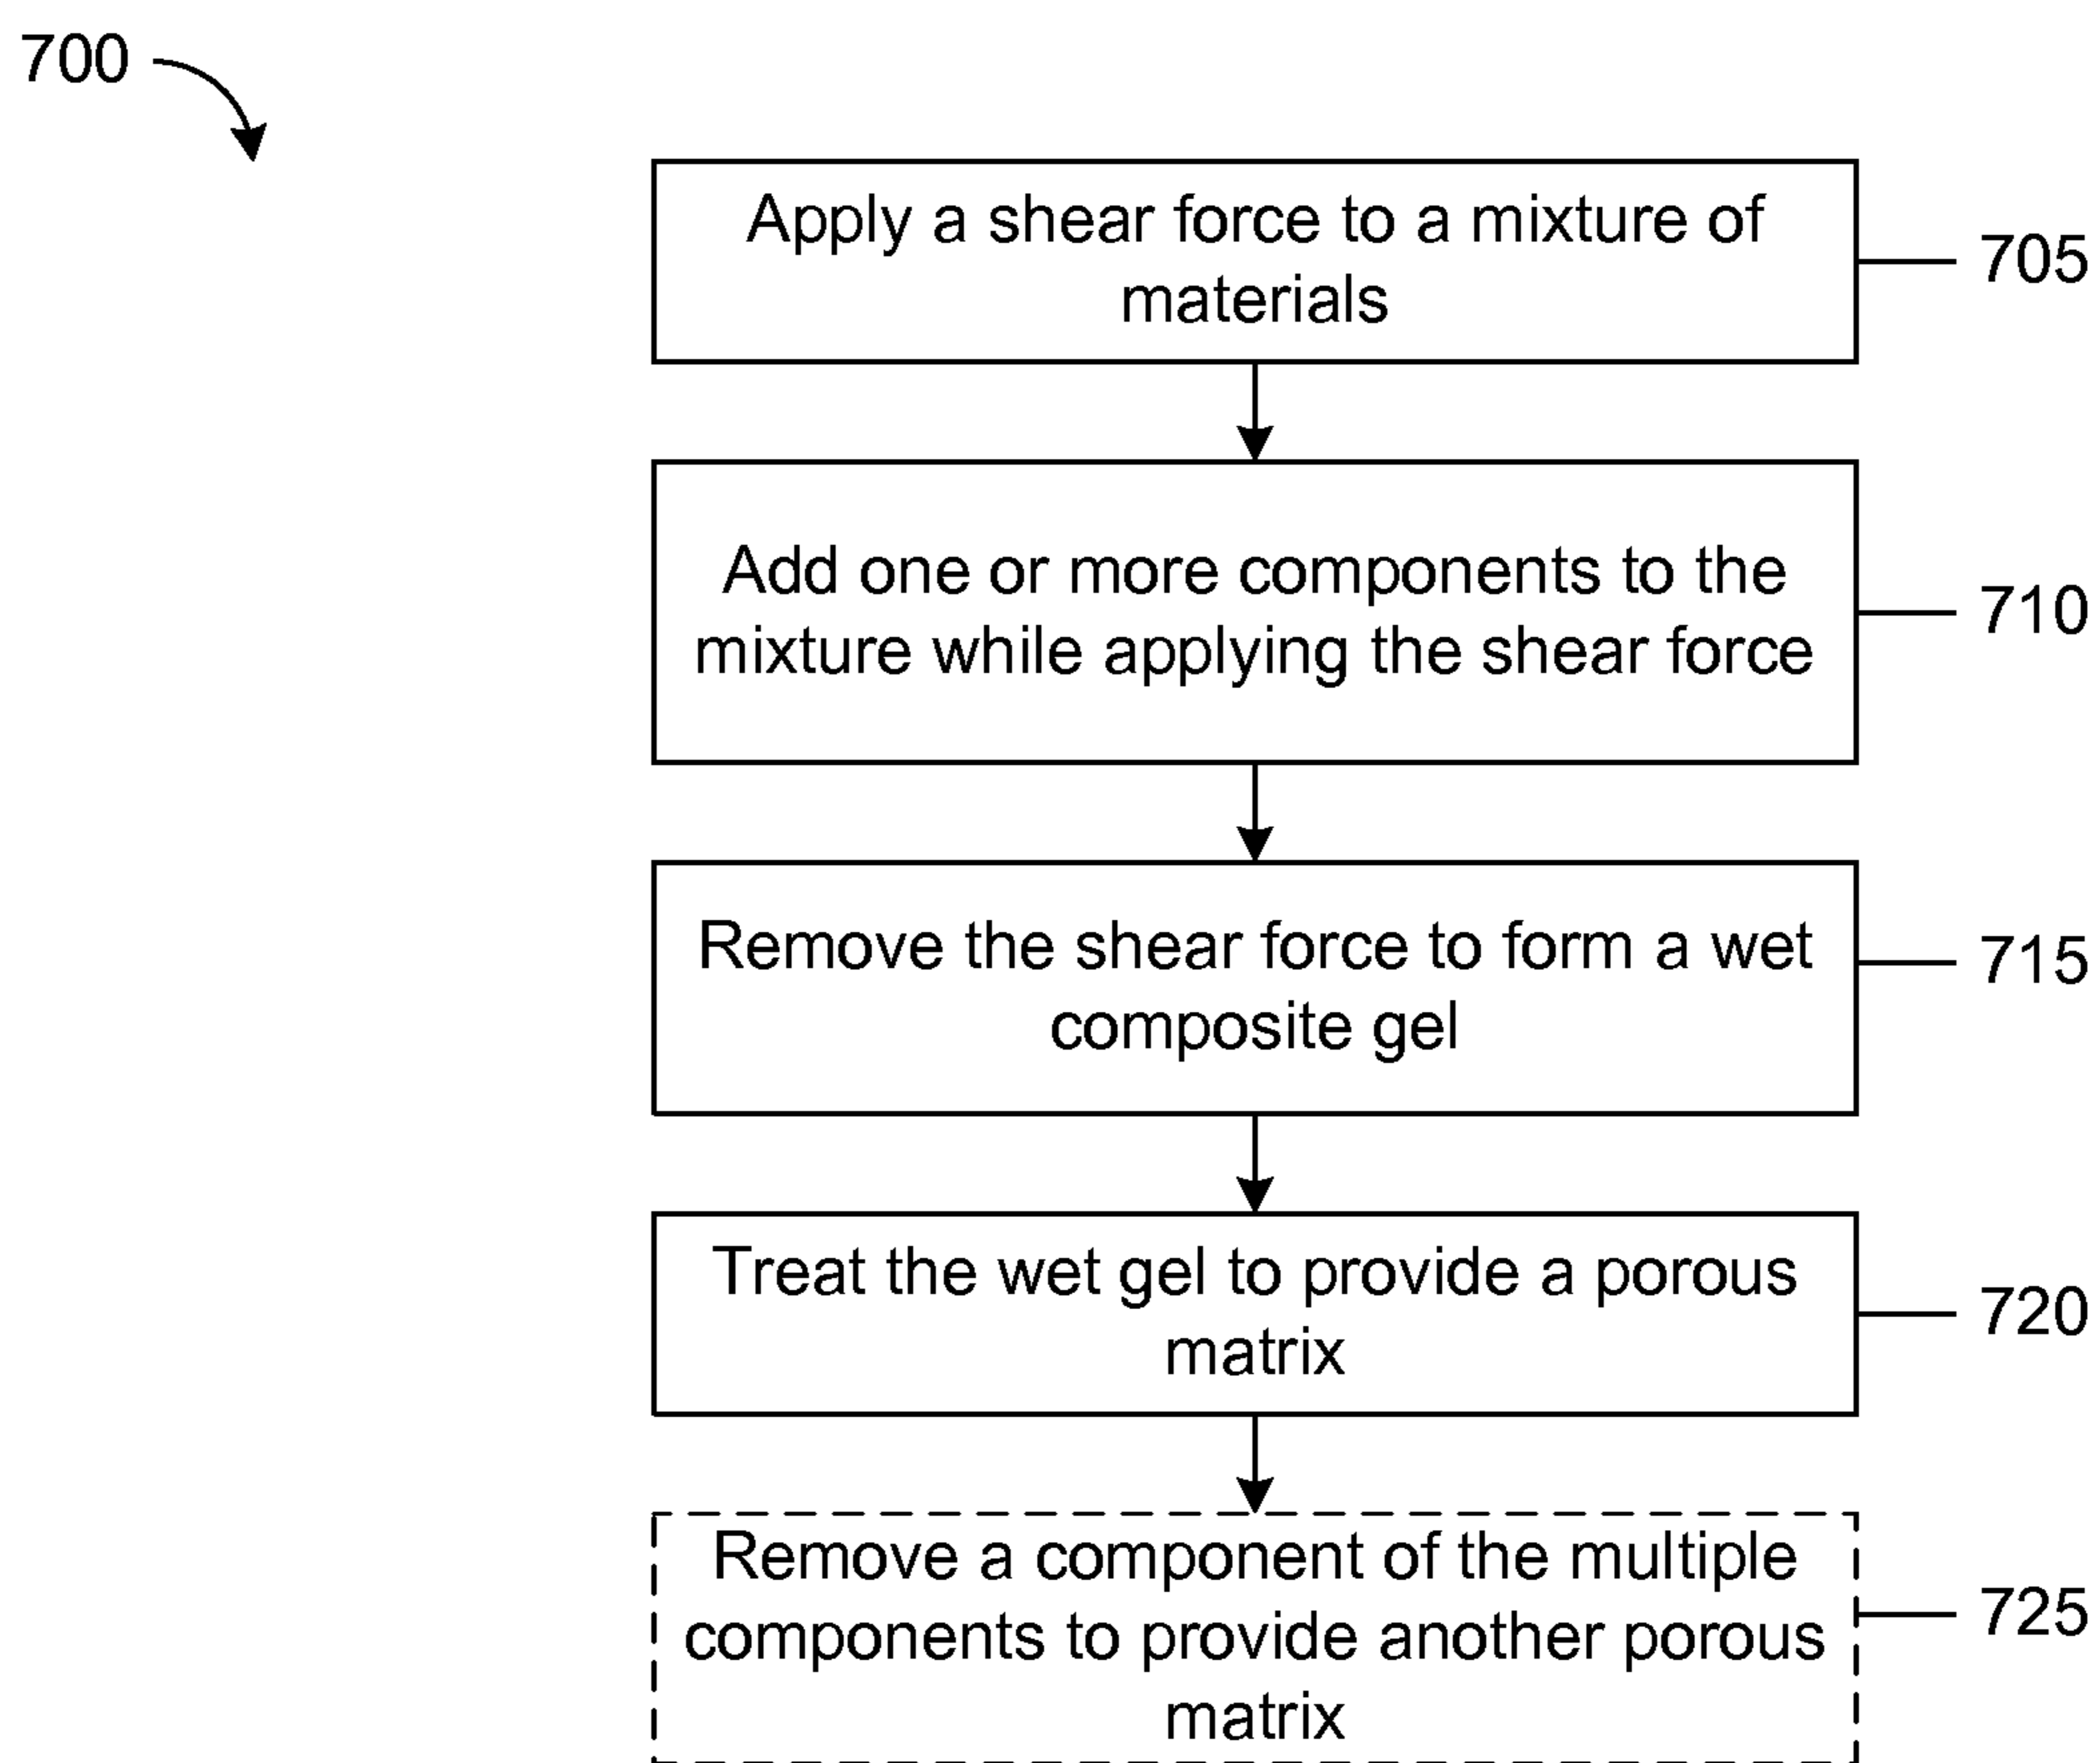 700
Apply a shear force to a mixture of
materials
705
Add one or more components to the
mixture while applying the shear force
710
Remove the shear force to form a wet
composite gel
715
Treat the wet gel to provide a porous
matrix
720
Remove a component of the multiple
components to provide another porous
matrix
725